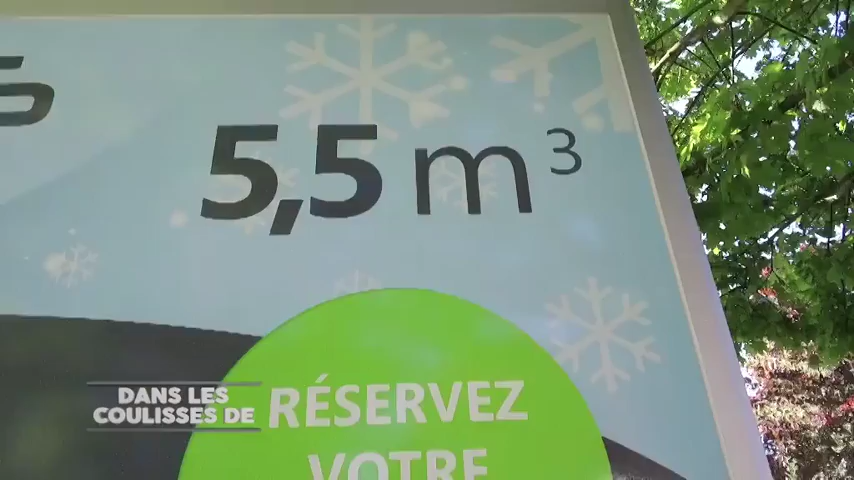 5,5 m³
RÉSERVEZ
VOTRE
DANS LES
COULISSES DE